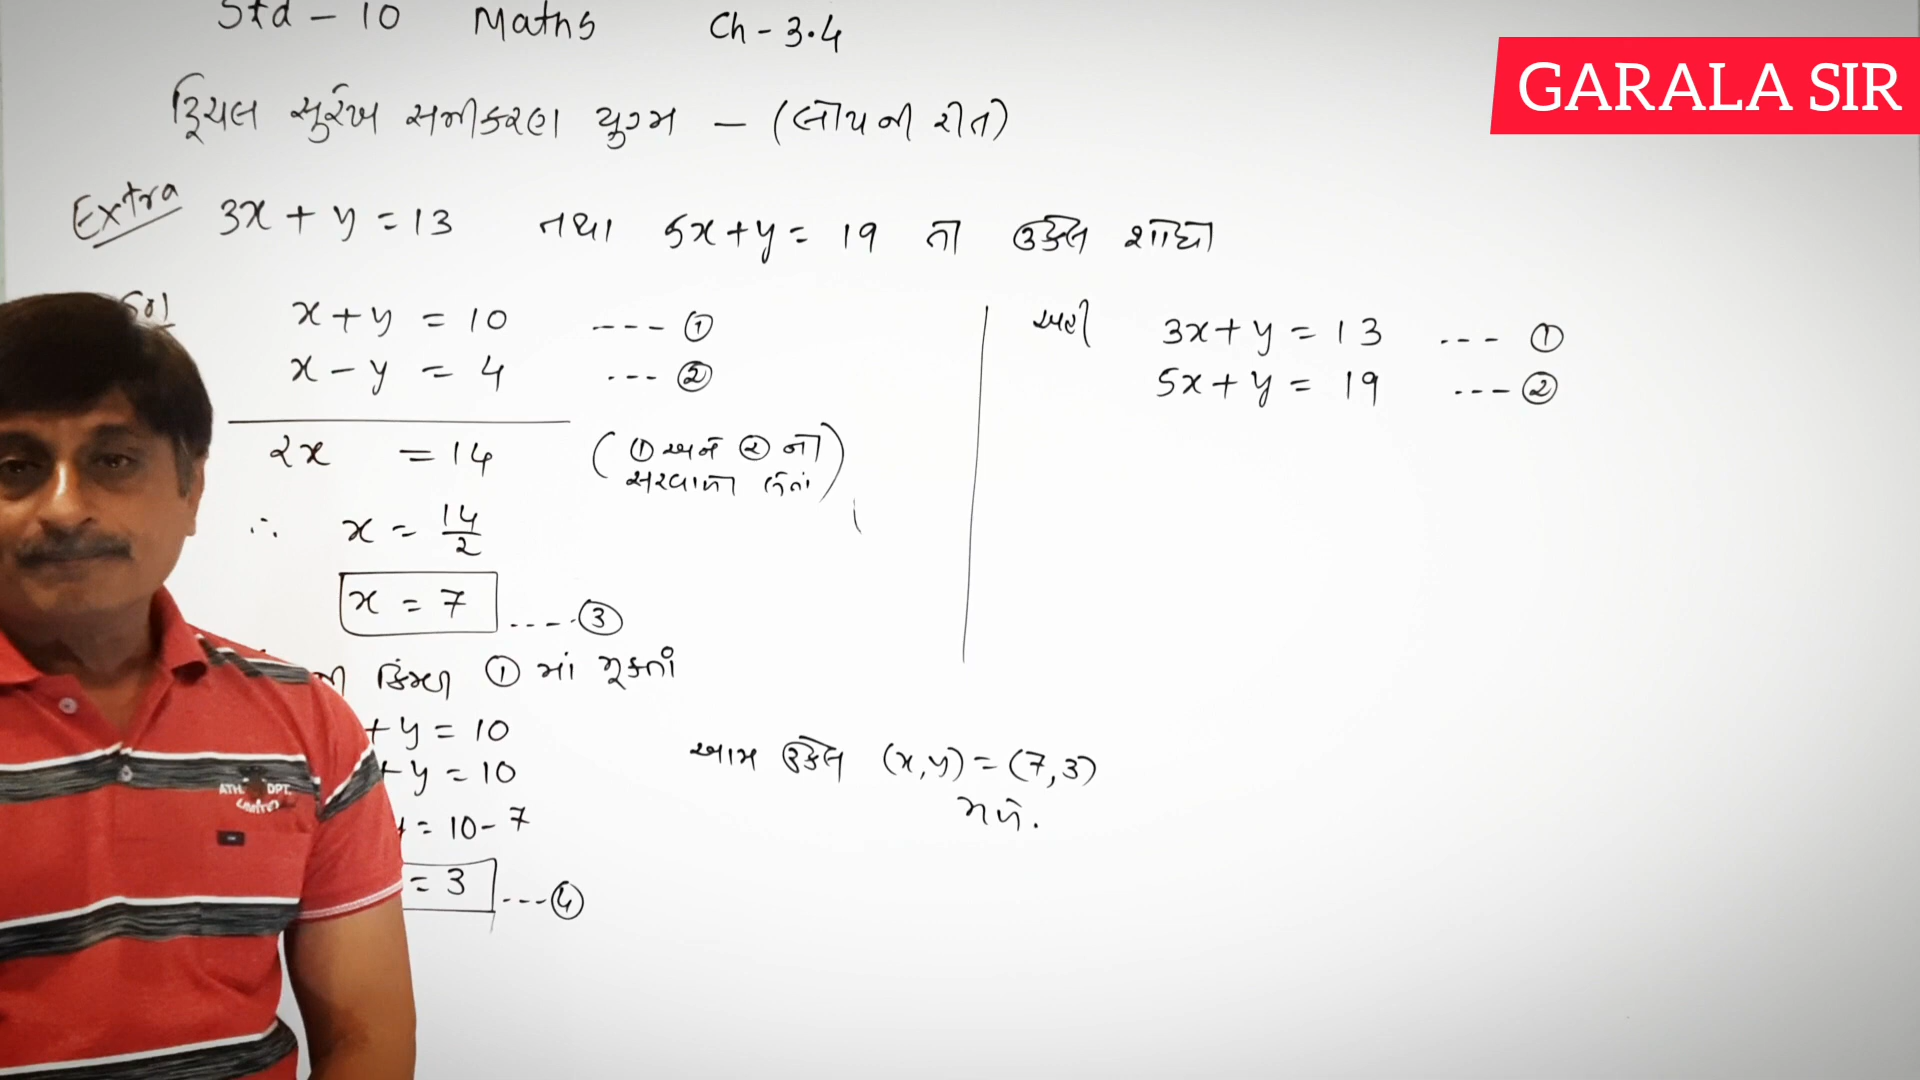 Std - 10 Maths Ch - 3.4
GARALA SIR
દ્વિચલ સુરેખ સમીકરણ યુગ્મ - (લોપની રીત)
Extra 3x + y = 13 તથા 5x + y = 19 નો ઉકેલ શોધો
x + y = 10 ---- ①
x - y = 4 --- ②
2x = 14 (① અને ② નો
સરવાળો લેતાં)
∴ x = 14/2
x = 7 ----- ③
કિંમત ① માં મૂકતાં
+ y = 10
+ y = 10
= 10 - 7
= 3 ---④
આમ ઉકેલ (x,y) = (7,3)
મળે.
અહીં 3x + y = 13 --- ①
5x + y = 19 ---- ②
ATH. DPT.